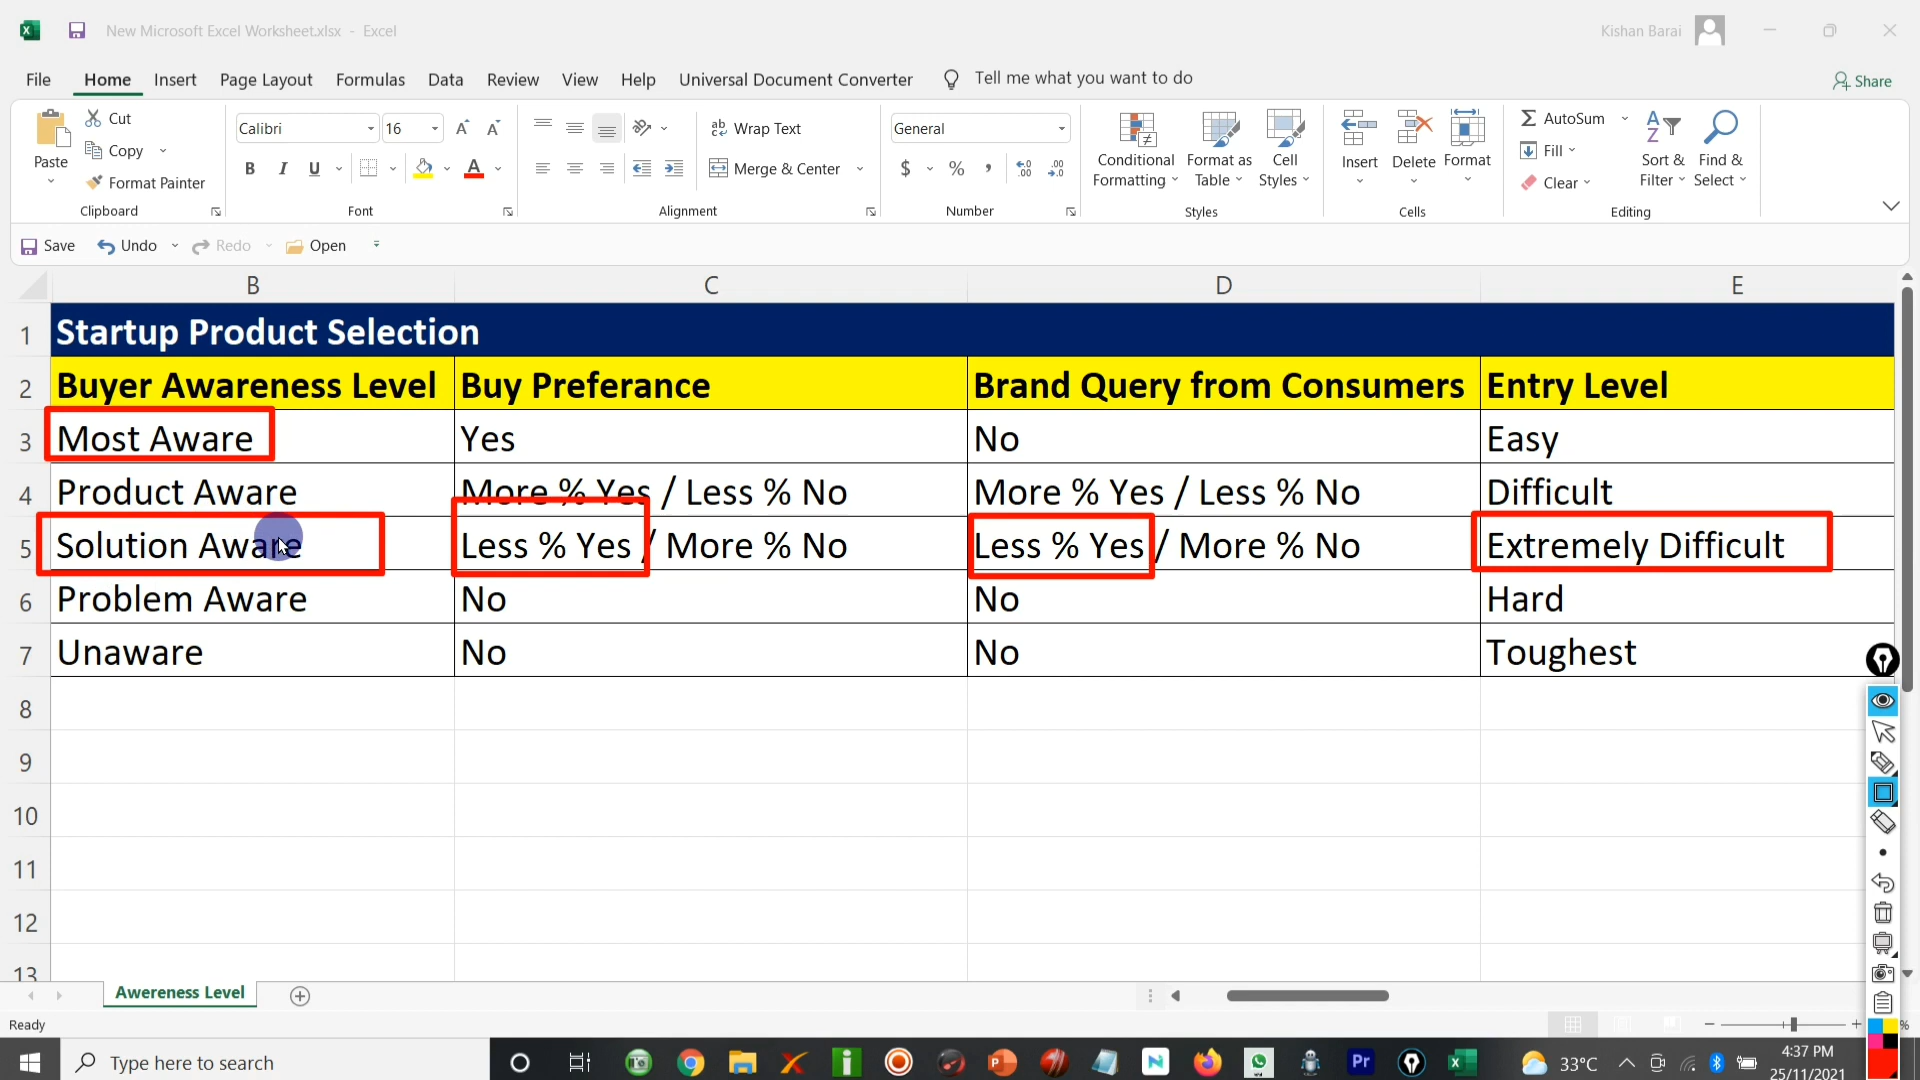 New Microsoft Excel Worksheet.xlsx - Excel
Kishan Barai
File Home Insert Page Layout Formulas Data Review View Help Universal Document Converter Tell me what you want to do
Share
Paste
Cut
Copy
Format Painter
Clipboard
Calibri 16
B I U
Font
Wrap Text
Merge & Center
Alignment
General
$ % ,
Number
Conditional Formatting
Format as Table
Cell Styles
Styles
Insert Delete Format
Cells
AutoSum
Fill
Clear
Sort & Filter
Find & Select
Editing
Save Undo Redo Open
B C D E
1 Startup Product Selection
2 Buyer Awareness Level Buy Preferance Brand Query from Consumers Entry Level
3 Most Aware Yes No Easy
4 Product Aware More % Yes / Less % No More % Yes / Less % No Difficult
5 Solution Aware Less % Yes / More % No Less % Yes / More % No Extremely Difficult
6 Problem Aware No No Hard
7 Unaware No No Toughest
8
9
10
11
12
13
Awereness Level
Ready
Type here to search
33°C
4:37 PM
25/11/2021